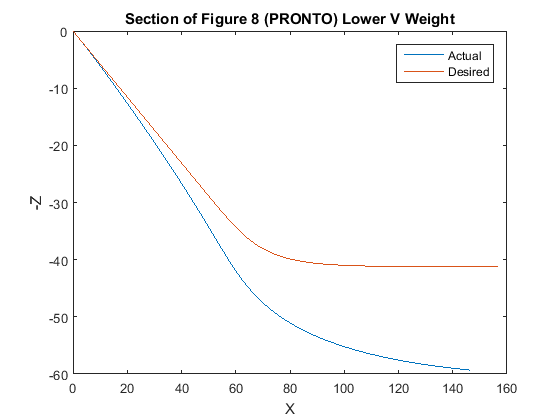 Section of Figure 8 (PRONTO) Lower V Weight
Actual
Desired
0
-10
-20
-30
-40
-50
-60
-Z
0 20 40 60 80 100 120 140 160
X